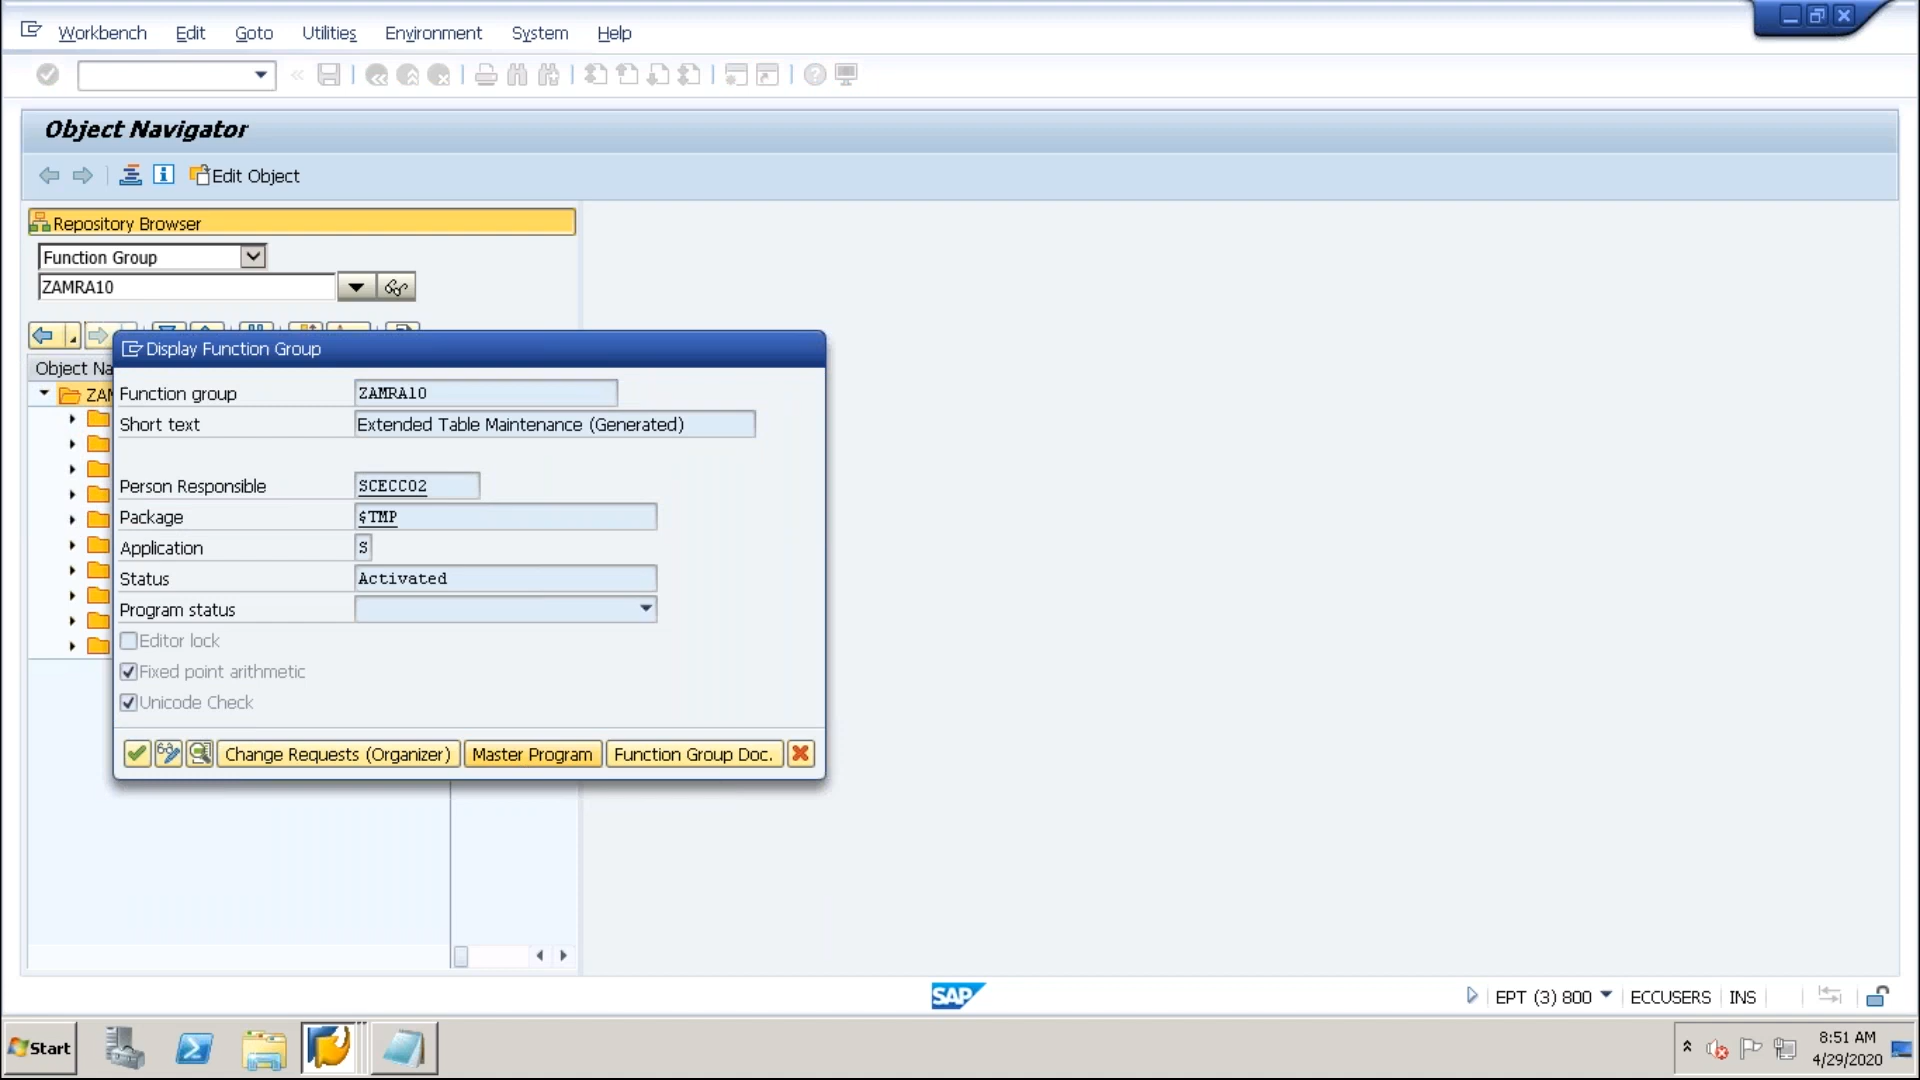 Workbench Edit Goto Utilities Environment System Help
Object Navigator
Edit Object
Repository Browser
Function Group
ZAMRA10
Display Function Group
Object Na
ZAM
Function group ZAMRA10
Short text Extended Table Maintenance (Generated)
Person Responsible SCECC02
Package $TMP
Application S
Status Activated
Program status
Editor lock
Fixed point arithmetic
Unicode Check
Change Requests (Organizer) Master Program Function Group Doc.
SAP
EPT (3) 800 ECCUSERS INS
Start
8:51 AM
4/29/2020